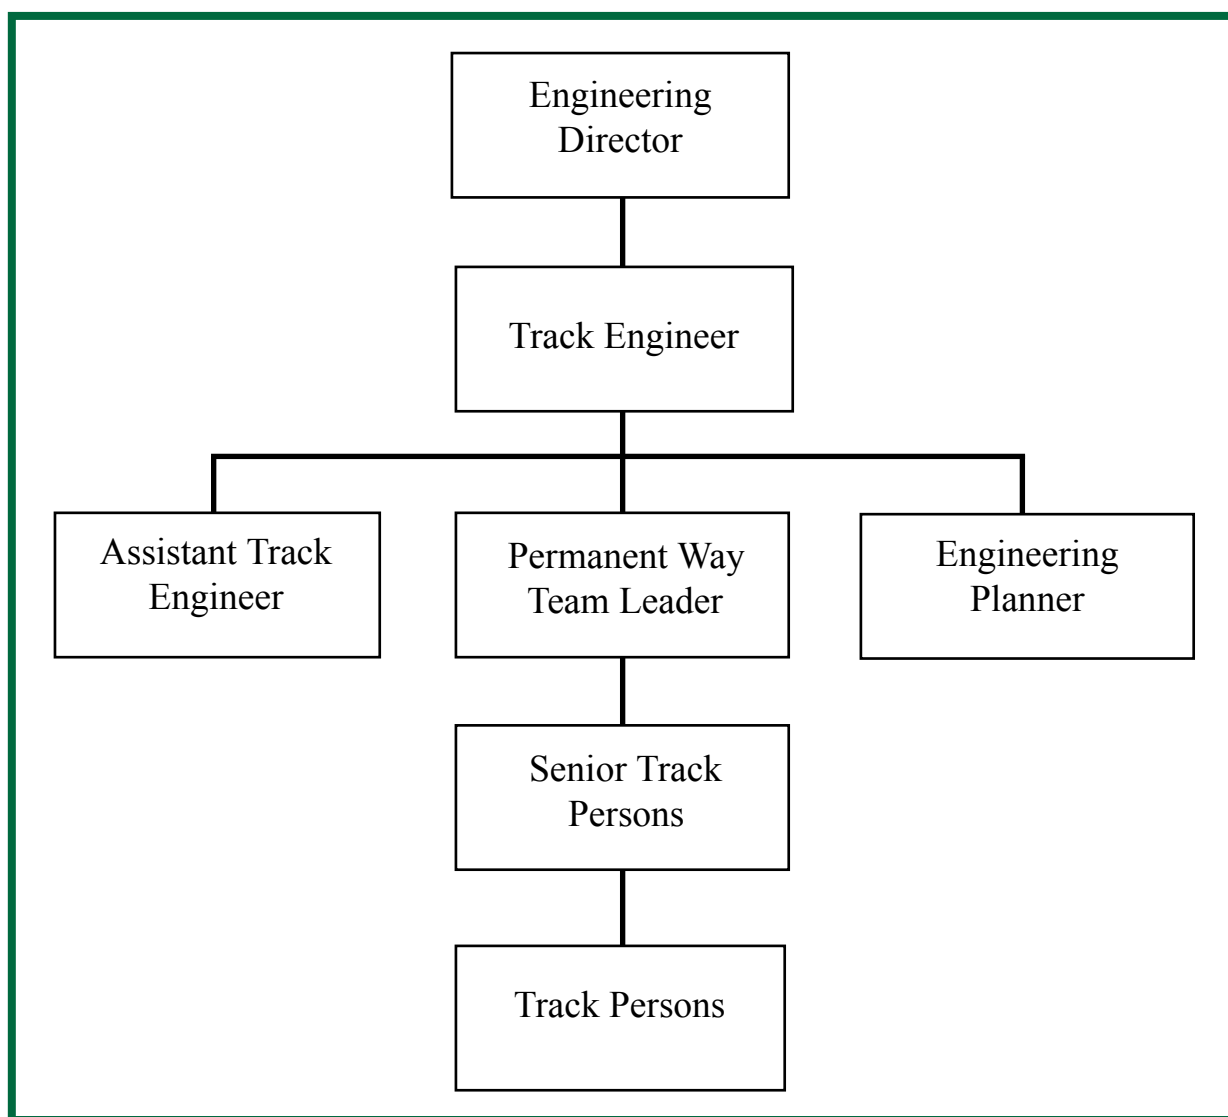 Engineering
Director
Track Engineer
Assistant Track
Engineer
Permanent Way
Team Leader
Engineering
Planner
Senior Track
Persons
Track Persons